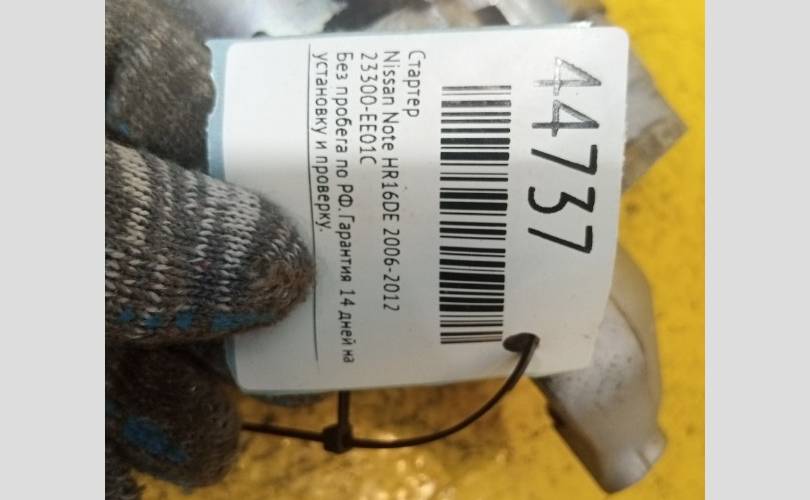 44737
Стартер
Nissan Note HR16DE 2006-2012
23300-EE01C
Без пробега по РФ. Гарантия 14 дней на
установку и проверку.